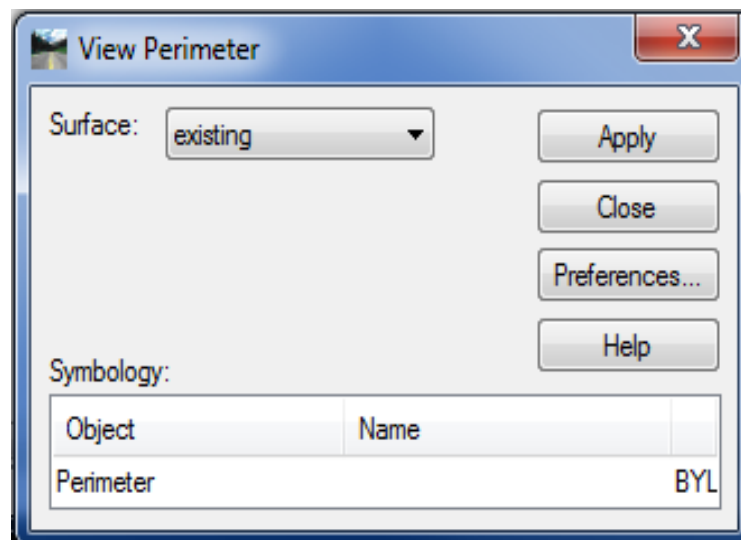 View Perimeter
Surface: existing
Apply
Close
Preferences...
Help
Symbology:
Object Name
Perimeter BYL